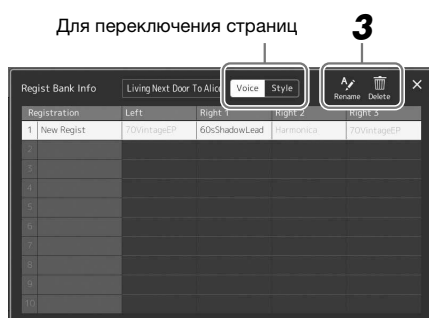 Для переключения страниц
3
Regist Bank Info Living Next Door To Alice Voice Style Rename Delete ×
Registration Left Right 1 Right 2 Right 3
1 New Regist 70VintageEP 60sShadowLead Harmonica 70VintageEP
2
3
4
5
6
7
8
9
10